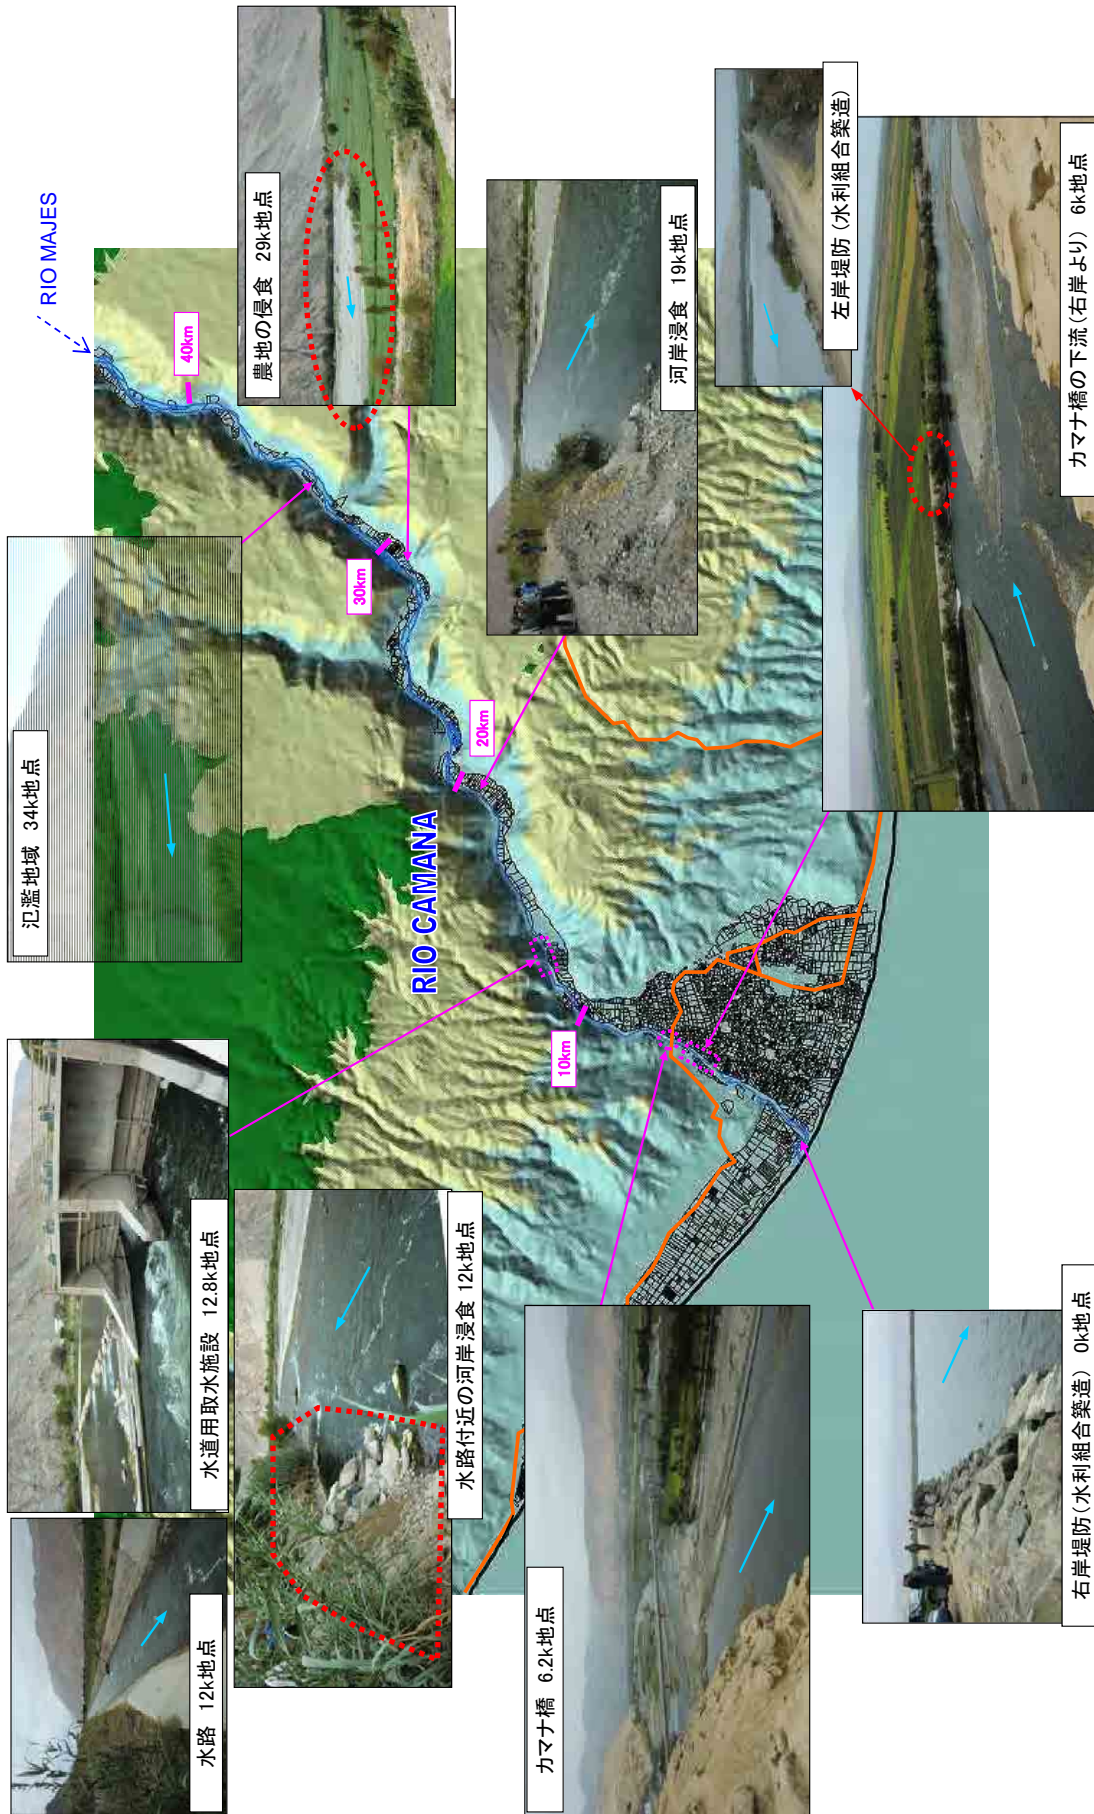 水路 12k地点
水道用取水施設 12.8k地点
氾濫地域 34k地点
RIO MAJES
40km
農地の侵食 29k地点
30km
20km
RIO CAMANA
10km
水路付近の河岸浸食 12k地点
河岸浸食 19k地点
カマナ橋 6.2k地点
左岸堤防(水利組合築造)
右岸堤防(水利組合築造) 0k地点
カマナ橋の下流(右岸より) 6k地点